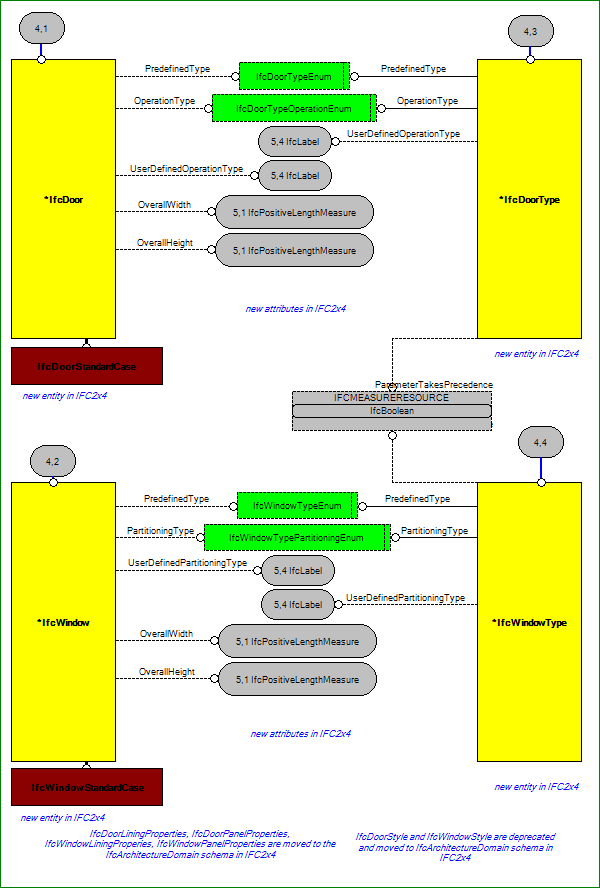 4,1
4,3
PredefinedType
IfcDoorTypeEnum
PredefinedType
OperationType
IfcDoorTypeOperationEnum
OperationType
5,4 IfcLabel
UserDefinedOperationType
UserDefinedOperationType
5,4 IfcLabel
*IfcDoor
*IfcDoorType
OverallWidth
5,1 IfcPositiveLengthMeasure
OverallHeight
5,1 IfcPositiveLengthMeasure
new attributes in IFC2x4
new entity in IFC2x4
IfcDoorStandardCase
new entity in IFC2x4
ParameterTakesPrecedence
IFCMEASURERESOURCE
IfcBoolean
4,2
4,4
PredefinedType
IfcWindowTypeEnum
PredefinedType
PartitioningType
IfcWindowTypePartitioningEnum
PartitioningType
UserDefinedPartitioningType
5,4 IfcLabel
5,4 IfcLabel
UserDefinedPartitioningType
*IfcWindow
*IfcWindowType
OverallWidth
5,1 IfcPositiveLengthMeasure
OverallHeight
5,1 IfcPositiveLengthMeasure
new attributes in IFC2x4
IfcWindowStandardCase
new entity in IFC2x4
new entity in IFC2x4
IfcDoorLiningProperties, IfcDoorPanelProperties,
IfcWindowLiningProperies, IfcWindowPanelProperties are moved to the
IfcArchitectureDomain schema in IFC2x4
IfcDoorStyle and IfcWindowStyle are deprecated
and moved to IfcArchitectureDomain schema in
IFC2x4